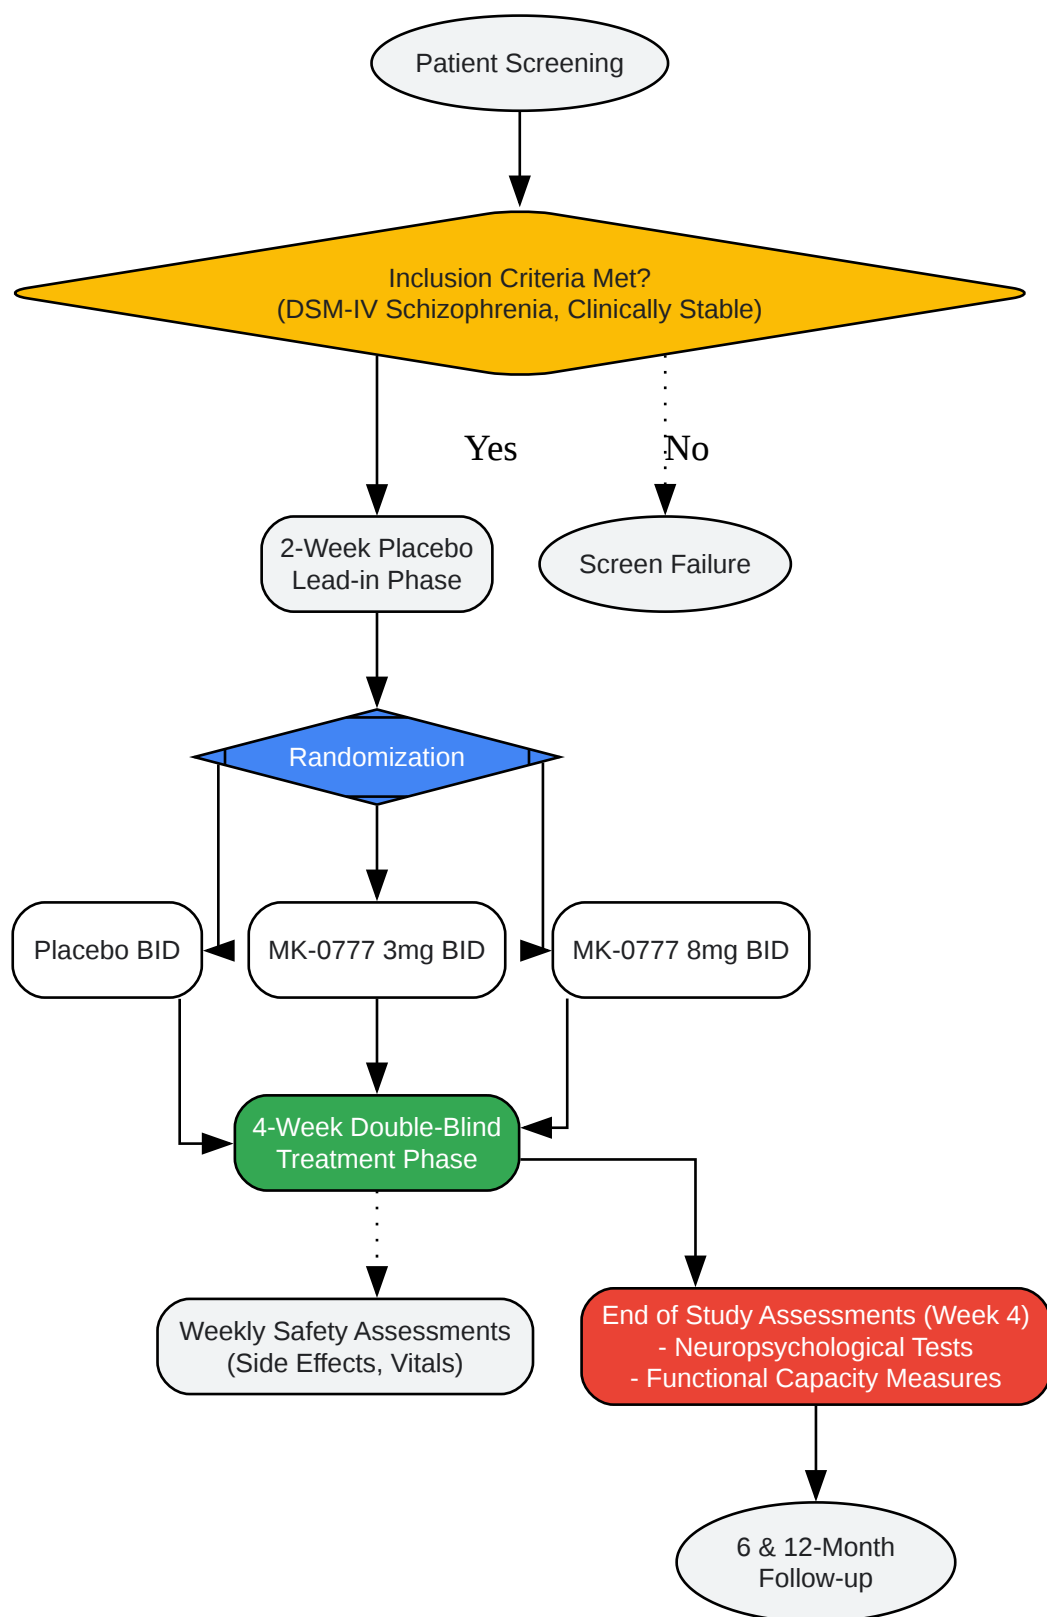 Patient Screening
Inclusion Criteria Met?
(DSM-IV Schizophrenia, Clinically Stable)
Yes
No
2-Week Placebo
Lead-in Phase
Screen Failure
Randomization
Placebo BID
MK-0777 3mg BID
MK-0777 8mg BID
4-Week Double-Blind
Treatment Phase
Weekly Safety Assessments
(Side Effects, Vitals)
End of Study Assessments (Week 4)
- Neuropsychological Tests
- Functional Capacity Measures
6 & 12-Month
Follow-up